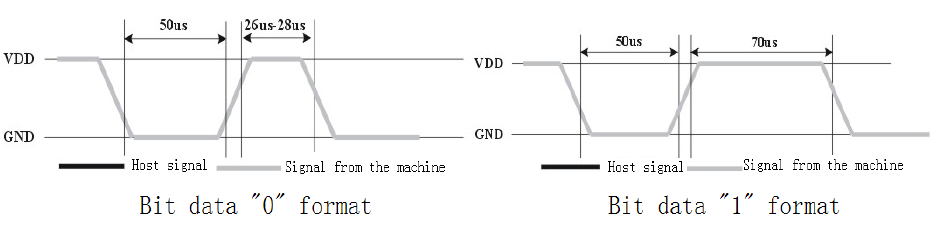 50us 26us-28us
VDD
GND
Host signal Signal from the machine
Bit data "0" format
50us 70us
VDD
GND
Host signal Signal from the machine
Bit data "1" format